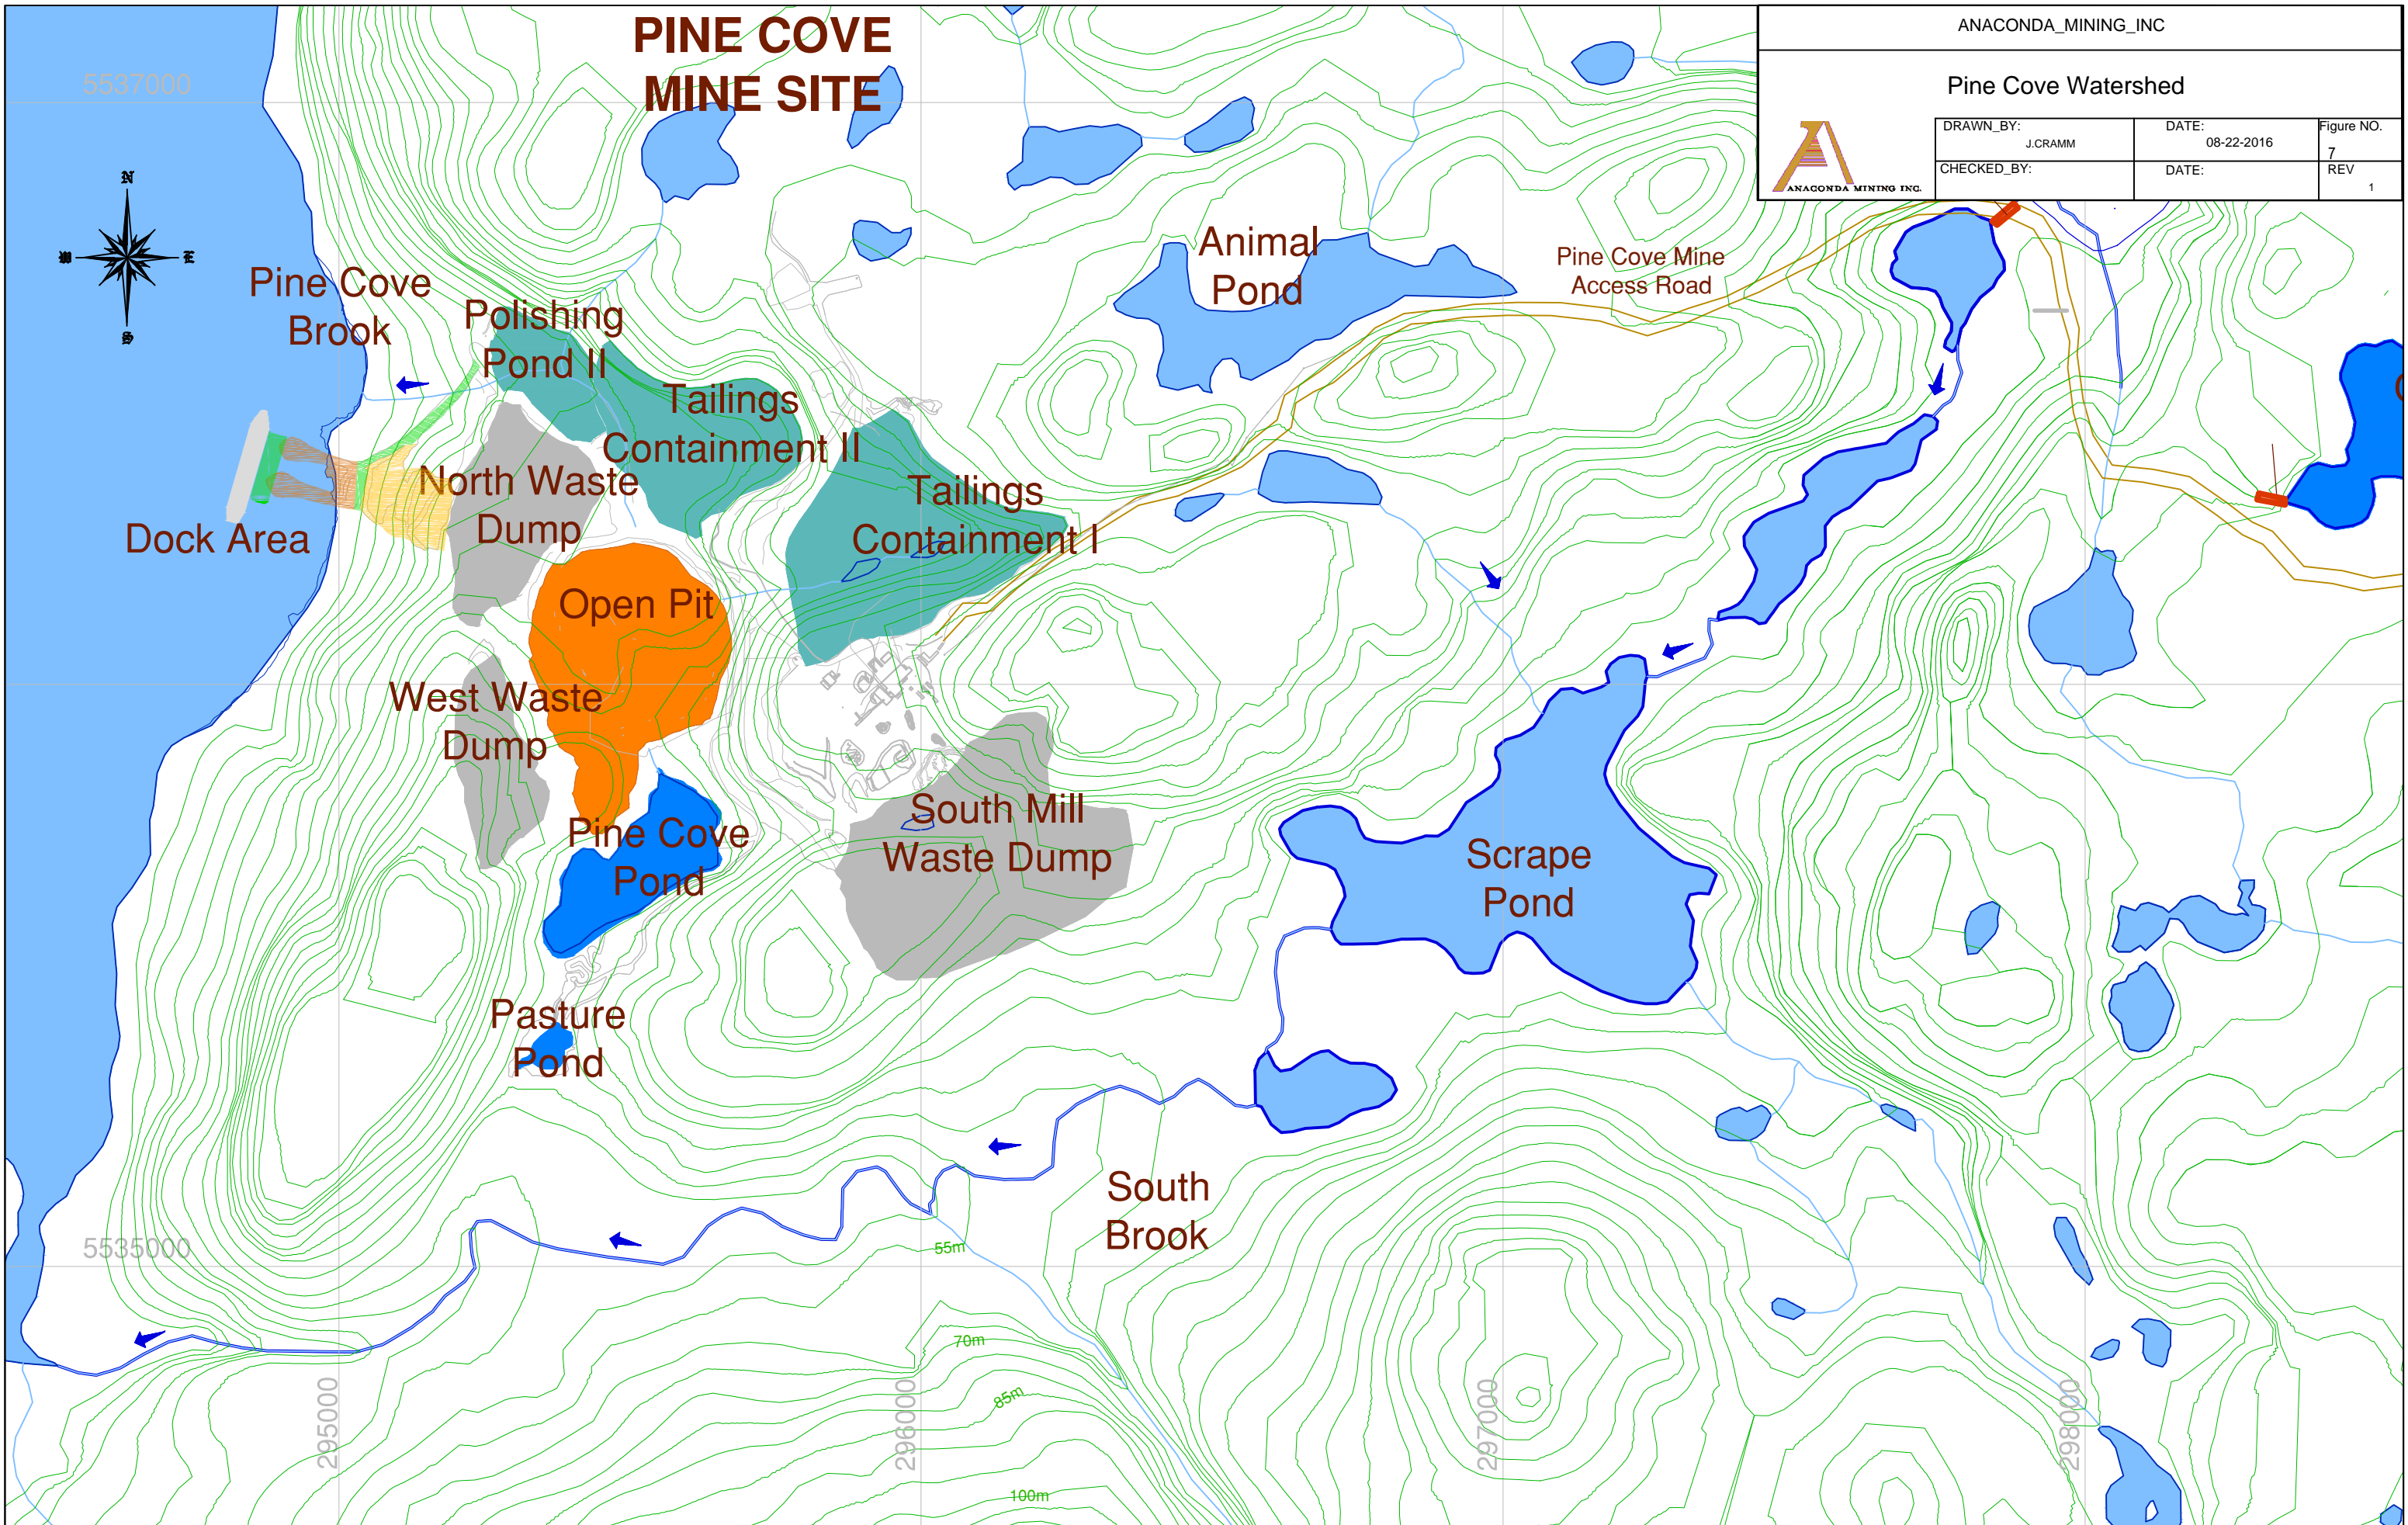 PINE COVE
MINE SITE
ANACONDA_MINING_INC
Pine Cove Watershed
ANACONDA MINING INC.
DRAWN_BY:
J.CRAMM
DATE:
08-22-2016
Figure NO.
7
CHECKED_BY:
DATE:
REV
1
5537000
N
W
E
S
Pine Cove
Brook
Polishing
Pond II
Animal
Pond
Pine Cove Mine
Access Road
Tailings
Containment II
North Waste
Dump
Tailings
Containment I
Dock Area
Open Pit
West Waste
Dump
Pine Cove
Pond
South Mill
Waste Dump
Scrape
Pond
Pasture
Pond
South
Brook
5535000
55m
70m
85m
100m
295000
296000
297000
298000